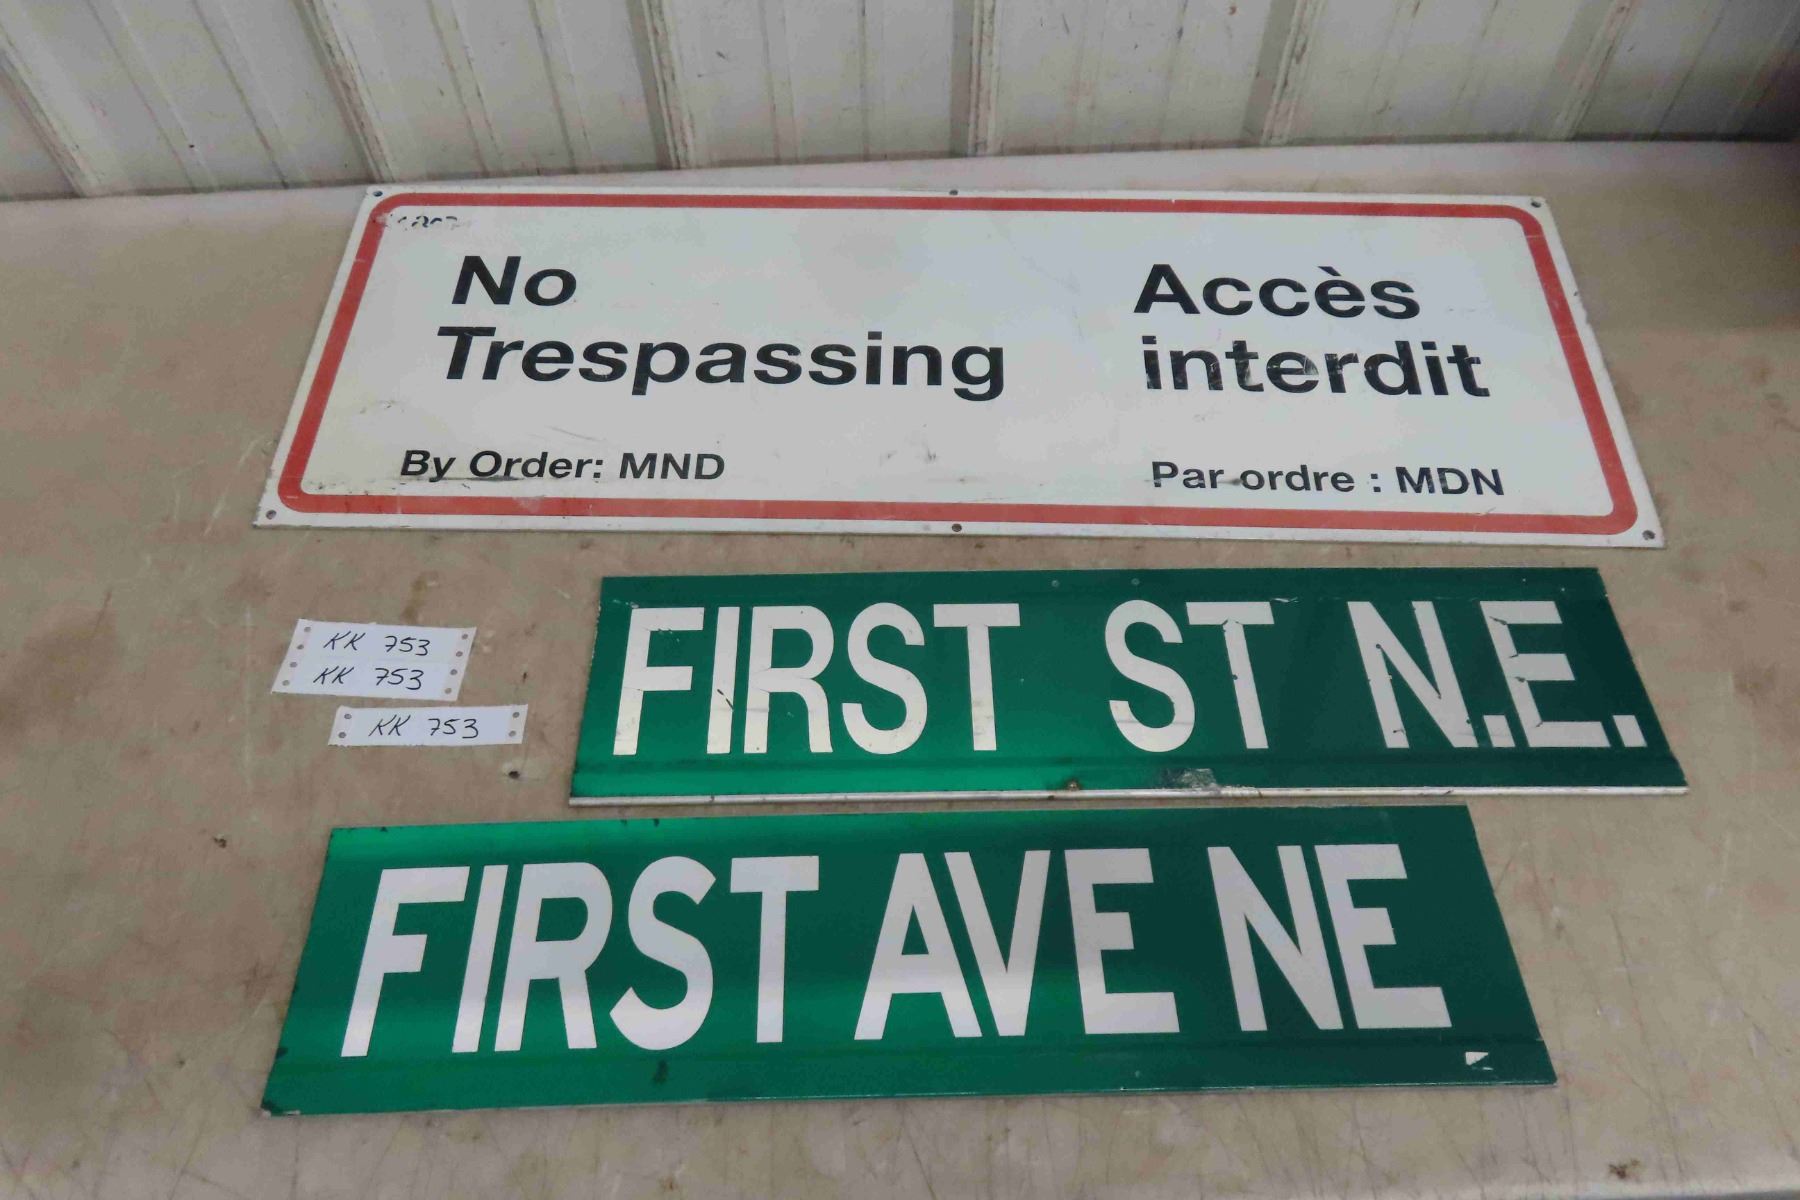 No
Trespassing
By Order: MND
Accès
interdit
Par ordre : MDN
KK 753
KK 753
KK 753
FIRST ST N.E.
FIRST AVE NE